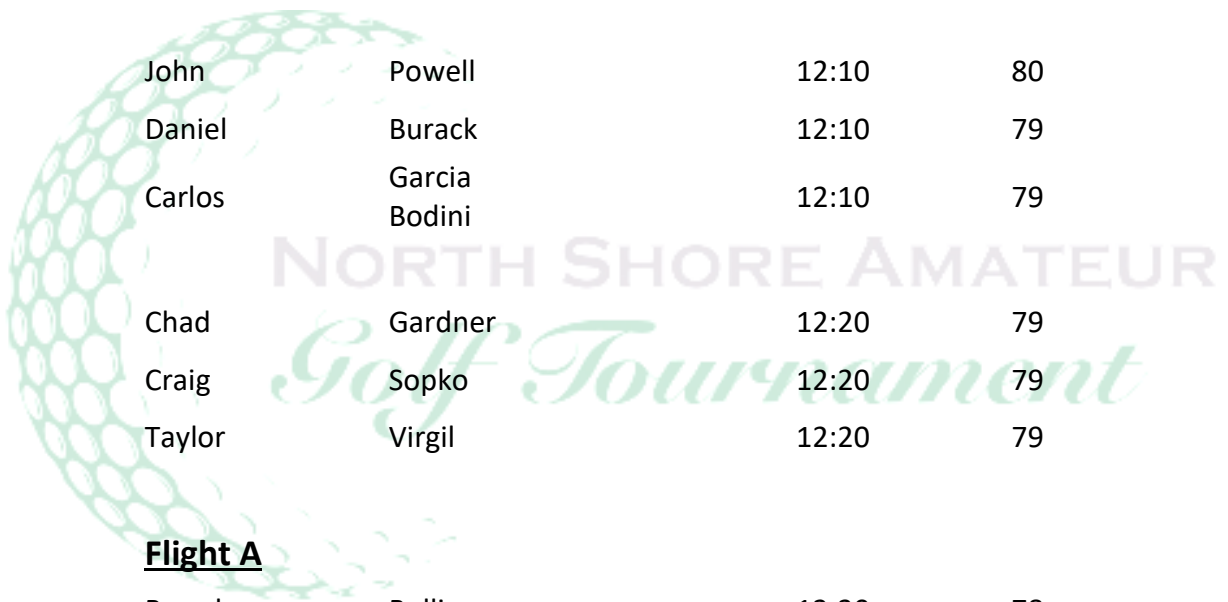 John Powell 12:10 80
Daniel Burack 12:10 79
Carlos Garcia Bodini 12:10 79
NORTH SHORE AMATEUR
Chad Gardner 12:20 79
Golf Tournament
Craig Sopko 12:20 79
Taylor Virgil 12:20 79
Flight A